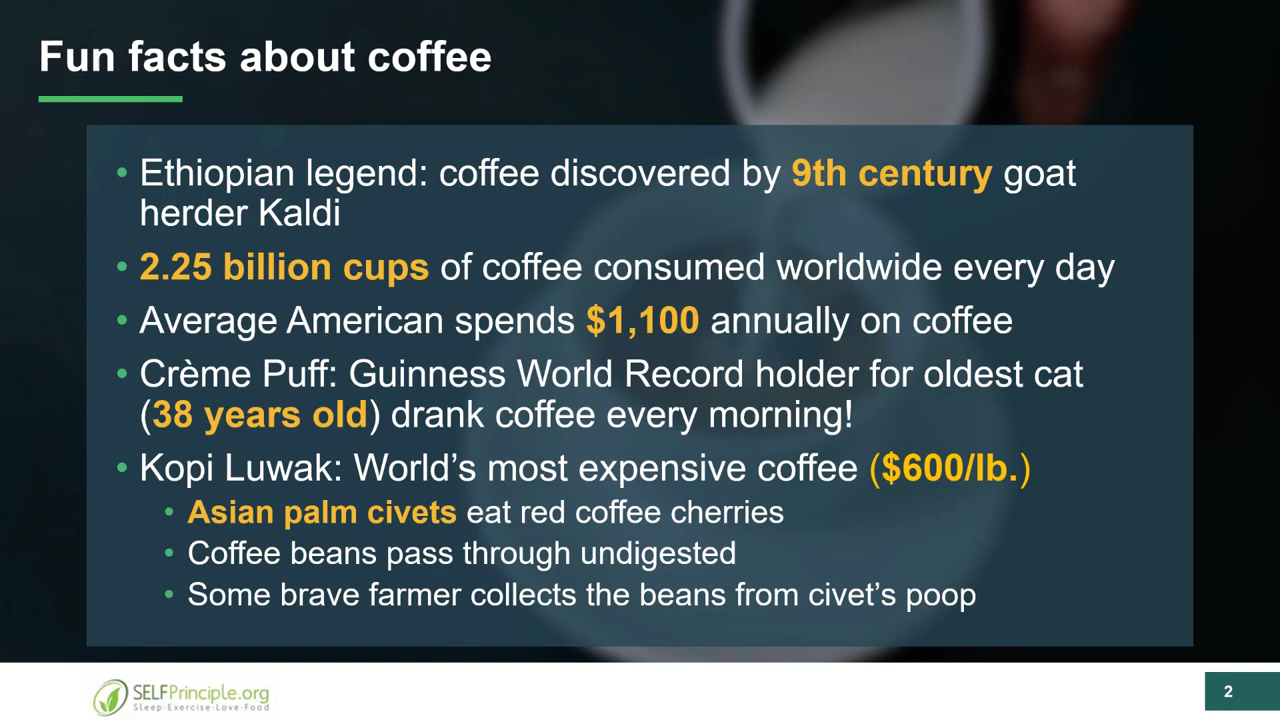 Fun facts about coffee
• Ethiopian legend: coffee discovered by 9th century goat
herder Kaldi
• 2.25 billion cups of coffee consumed worldwide every day
• Average American spends $1,100 annually on coffee
• Crème Puff: Guinness World Record holder for oldest cat
(38 years old) drank coffee every morning!
• Kopi Luwak: World’s most expensive coffee ($600/lb.)
• Asian palm civets eat red coffee cherries
• Coffee beans pass through undigested
• Some brave farmer collects the beans from civet’s poop
SELFPrinciple.org
Sleep-Exercise-Love-Food
2